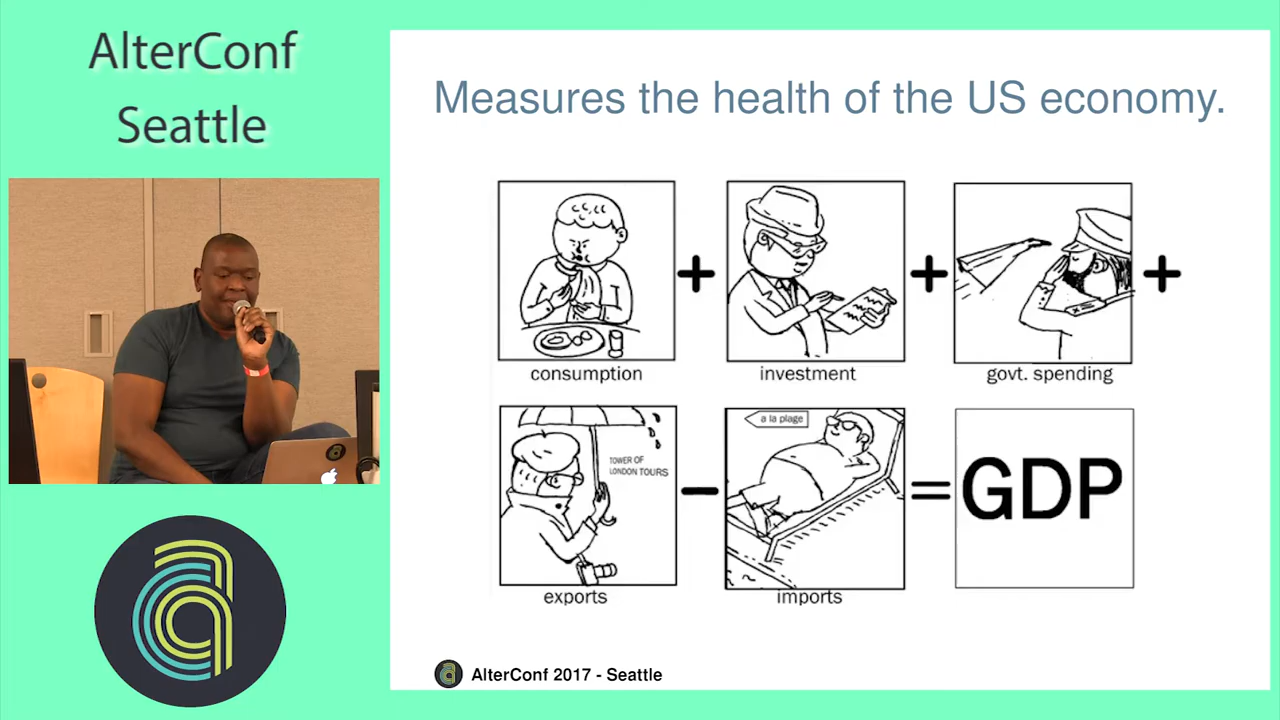 AlterConf
Seattle
Measures the health of the US economy.
+
+
+
consumption
investment
govt. spending
TOWER OF
LONDON TOURS
a la plage
−
=
GDP
exports
imports
AlterConf 2017 - Seattle